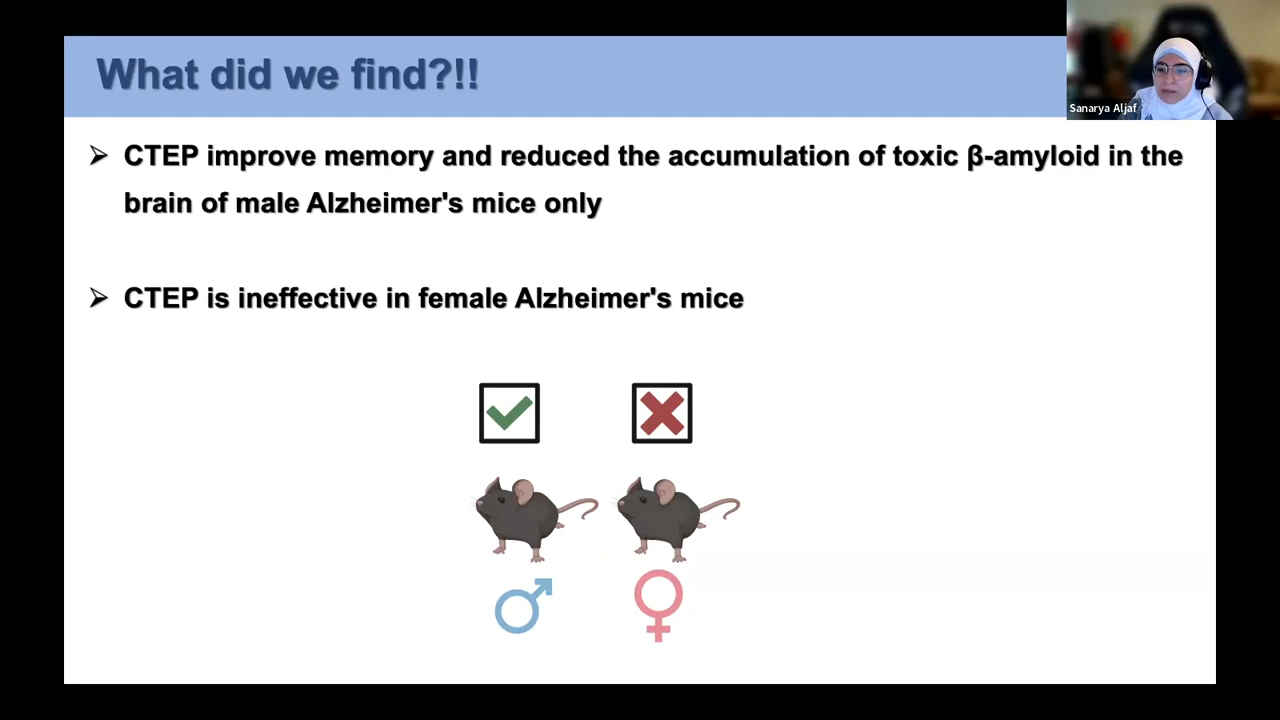 What did we find?!!
Sanarya Aljaf
➢ CTEP improve memory and reduced the accumulation of toxic β-amyloid in the
brain of male Alzheimer's mice only
➢ CTEP is ineffective in female Alzheimer's mice